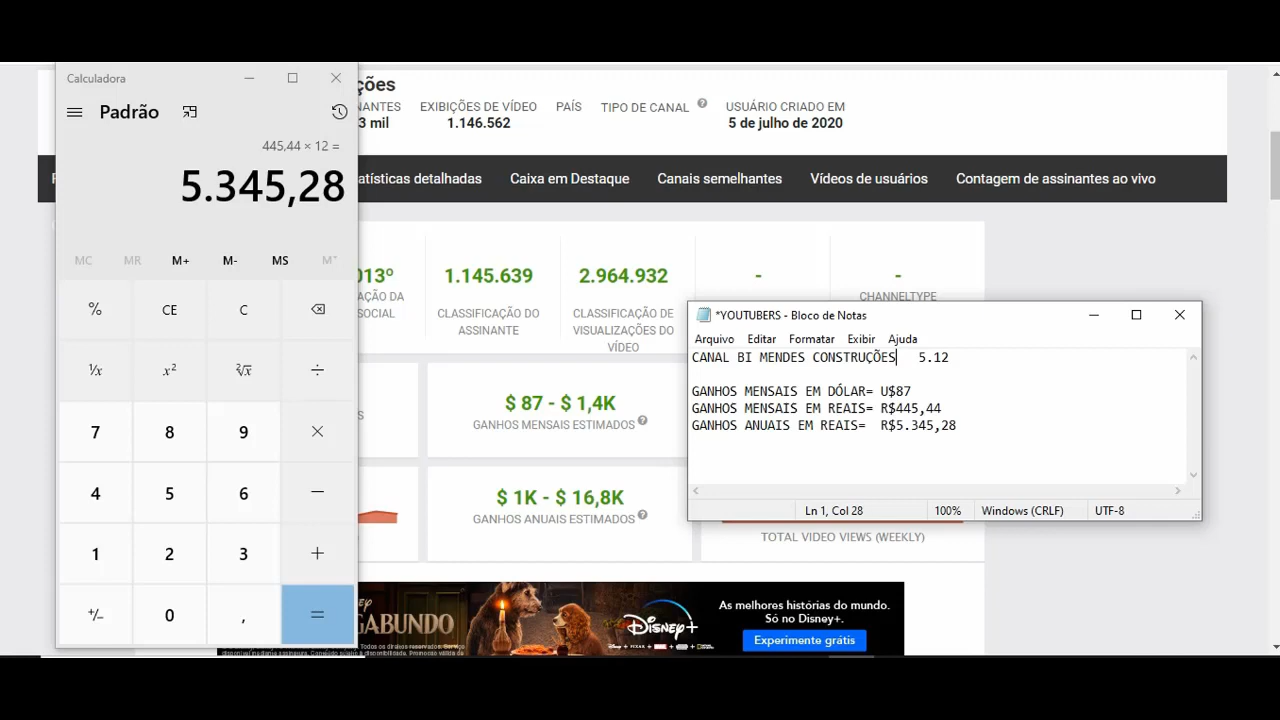 Calculadora
Padrão
445,44 × 12 =
5.345,28
MC MR M+ M- MS
% CE C
¹/x x² ²√x ÷
7 8 9 ×
4 5 6 −
1 2 3 +
+/− 0 , =
ções
NANTES
3 mil
EXIBIÇÕES DE VÍDEO
1.146.562
PAÍS
TIPO DE CANAL ?
USUÁRIO CRIADO EM
5 de julho de 2020
atísticas detalhadas Caixa em Destaque Canais semelhantes Vídeos de usuários Contagem de assinantes ao vivo
013º
AÇÃO DA
SOCIAL
1.145.639
CLASSIFICAÇÃO DO
ASSINANTE
2.964.932
CLASSIFICAÇÃO DE
VISUALIZAÇÕES DO
VÍDEO
-
-
CHANNELTYPE
S
$ 87 - $ 1,4K
GANHOS MENSAIS ESTIMADOS ?
$ 1K - $ 16,8K
GANHOS ANUAIS ESTIMADOS ?
TOTAL VIDEO VIEWS (WEEKLY)
*YOUTUBERS - Bloco de Notas
Arquivo Editar Formatar Exibir Ajuda
CANAL BI MENDES CONSTRUÇÕES 5.12
GANHOS MENSAIS EM DÓLAR= U$87
GANHOS MENSAIS EM REAIS= R$445,44
GANHOS ANUAIS EM REAIS= R$5.345,28
Ln 1, Col 28 100% Windows (CRLF) UTF-8
GABUNDO
Disney+
As melhores histórias do mundo.
Só no Disney+.
Experimente grátis